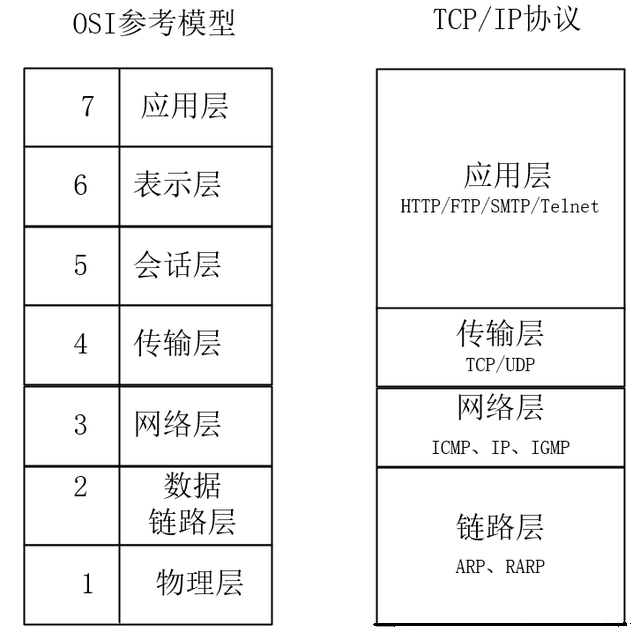 OSI参考模型
7 应用层
6 表示层
5 会话层
4 传输层
3 网络层
2 数据
链路层
1 物理层
TCP/IP协议
应用层
HTTP/FTP/SMTP/Telnet
传输层
TCP/UDP
网络层
ICMP、IP、IGMP
链路层
ARP、RARP